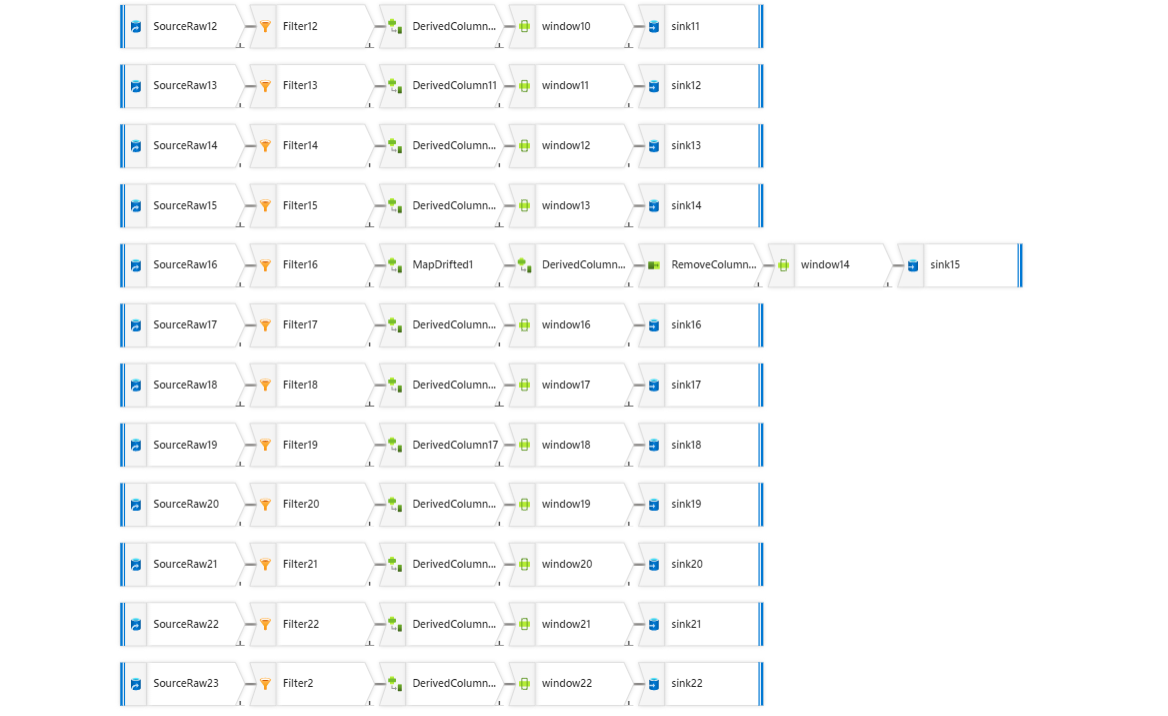 SourceRaw12 Filter12 DerivedColumn... window10 sink11
SourceRaw13 Filter13 DerivedColumn11 window11 sink12
SourceRaw14 Filter14 DerivedColumn... window12 sink13
SourceRaw15 Filter15 DerivedColumn... window13 sink14
SourceRaw16 Filter16 MapDrifted1 DerivedColumn... RemoveColumn... window14 sink15
SourceRaw17 Filter17 DerivedColumn... window16 sink16
SourceRaw18 Filter18 DerivedColumn... window17 sink17
SourceRaw19 Filter19 DerivedColumn17 window18 sink18
SourceRaw20 Filter20 DerivedColumn... window19 sink19
SourceRaw21 Filter21 DerivedColumn... window20 sink20
SourceRaw22 Filter22 DerivedColumn... window21 sink21
SourceRaw23 Filter2 DerivedColumn... window22 sink22